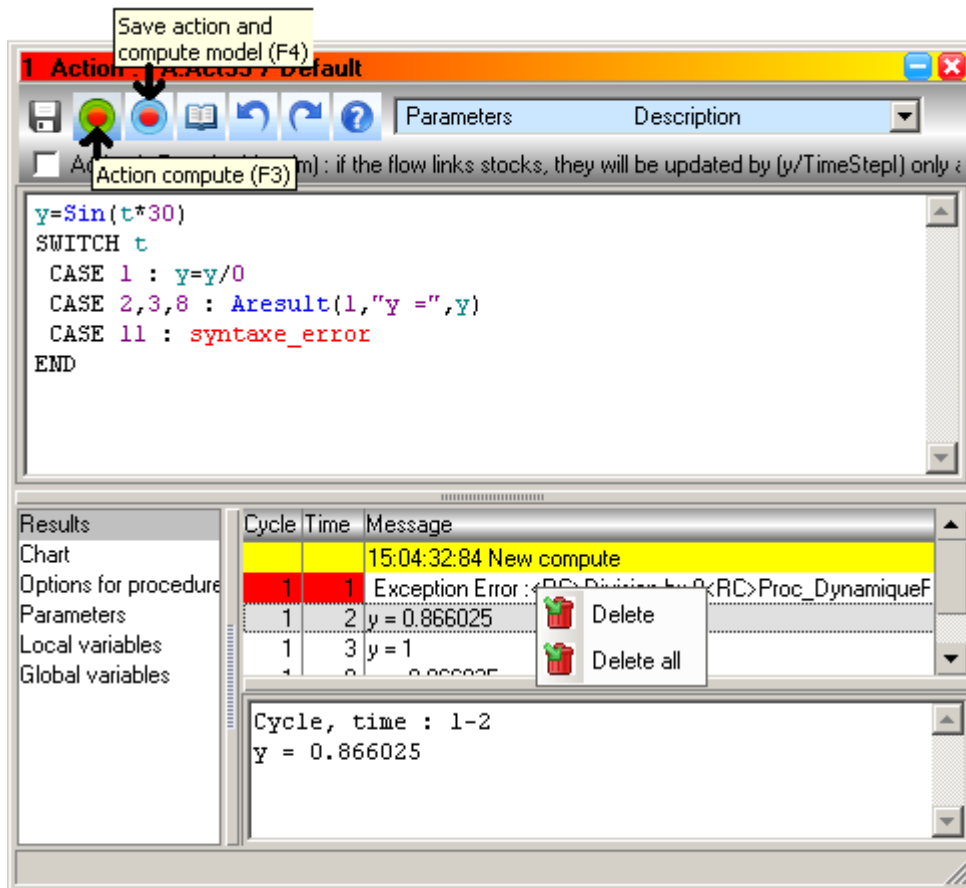 Save action and
compute model (F4)
1 Action : A.Act55 / Default
Parameters Description
Action compute (F3)
m) : if the flow links stocks, they will be updated by (y/TimeStepI) only
y=Sin(t*30)
SWITCH t
CASE 1 : y=y/0
CASE 2,3,8 : Aresult(1,"y =",y)
CASE 11 : syntaxe_error
END
Results
Chart
Options for procedure
Parameters
Local variables
Global variables
Cycle Time Message
15:04:32:84 New compute
1 1 Exception Error :<RC>Division by 0<RC>Proc_DynamiqueF
1 2 y = 0.866025
1 3 y = 1
Delete
Delete all
Cycle, time : 1-2
y = 0.866025